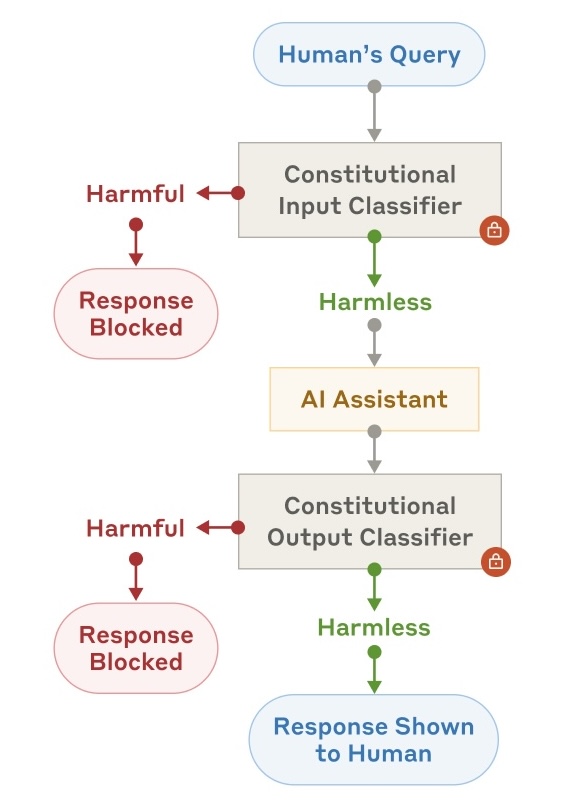 Human’s Query
Constitutional
Input Classifier
Harmful
Response
Blocked
Harmless
AI Assistant
Constitutional
Output Classifier
Harmful
Response
Blocked
Harmless
Response Shown
to Human